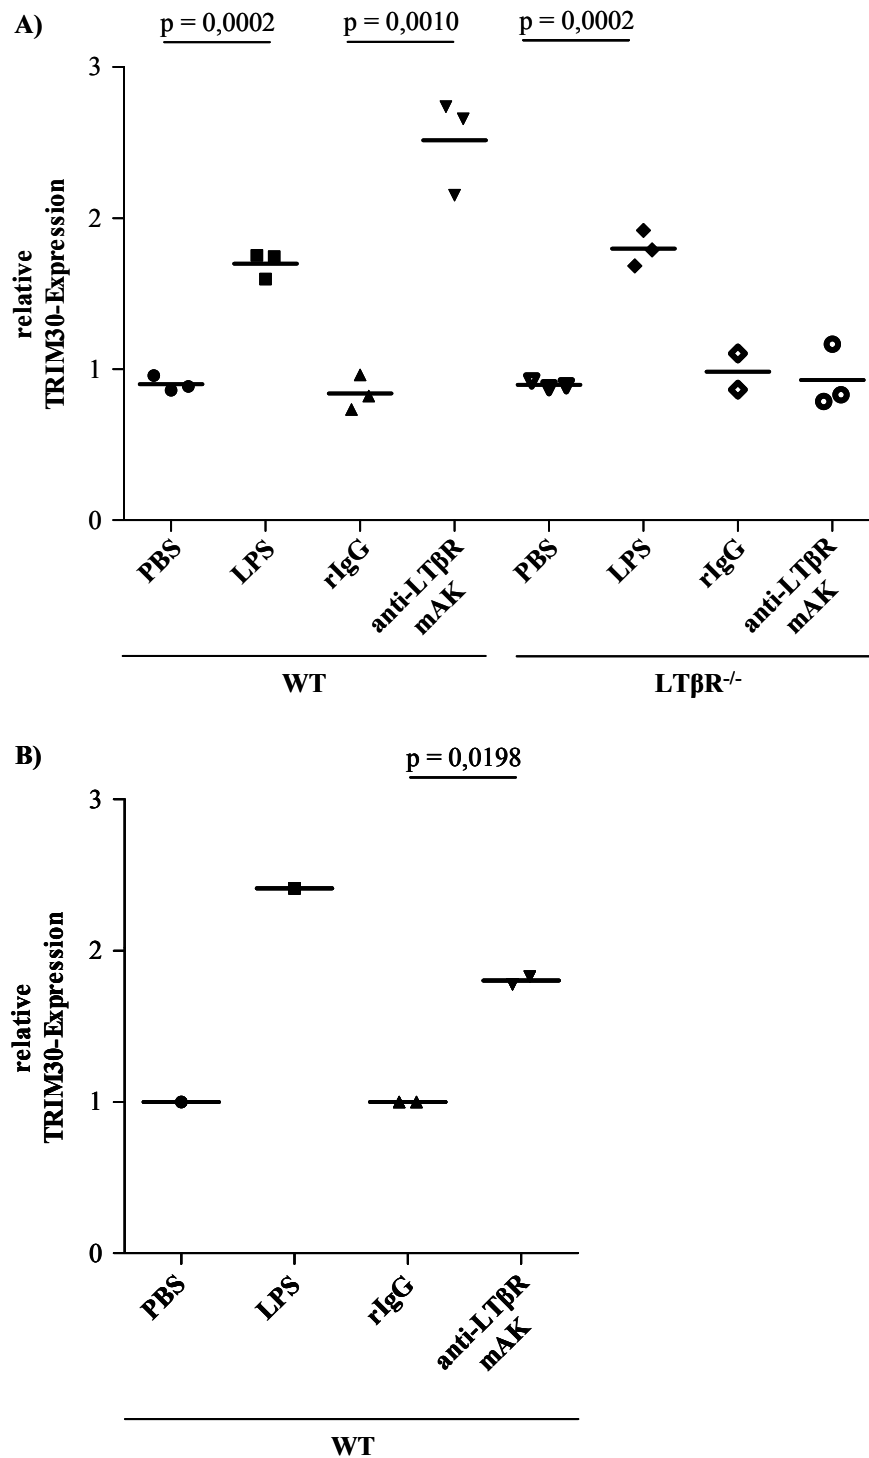 A)
p = 0,0002
p = 0,0010
p = 0,0002
3
2
1
0
relative
TRIM30-Expression
PBS
LPS
rIgG
anti-LTβR
mAK
PBS
LPS
rIgG
anti-LTβR
mAK
WT
LTβR-/-
B)
p = 0,0198
3
2
1
0
relative
TRIM30-Expression
PBS
LPS
rIgG
anti-LTβR
mAK
WT